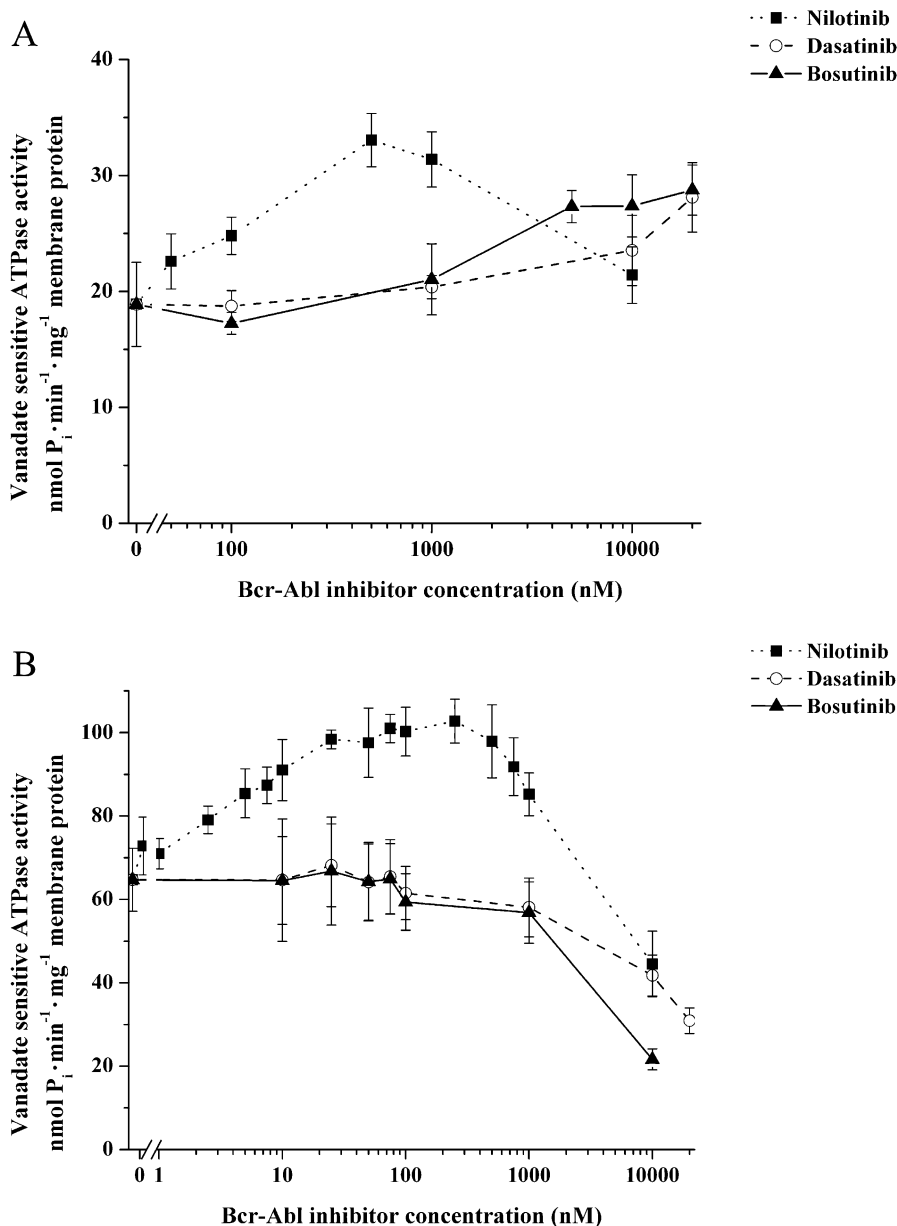 A
Nilotinib
Dasatinib
Bosutinib
40
30
20
10
0
Vanadate sensitive ATPase activity
nmol Pi·min-1·mg-1 membrane protein
0 100 1000 10000
Bcr-Abl inhibitor concentration (nM)
B
Nilotinib
Dasatinib
Bosutinib
100
80
60
40
20
0
Vanadate sensitive ATPase activity
nmol Pi·min-1·mg-1 membrane protein
0 1 10 100 1000 10000
Bcr-Abl inhibitor concentration (nM)